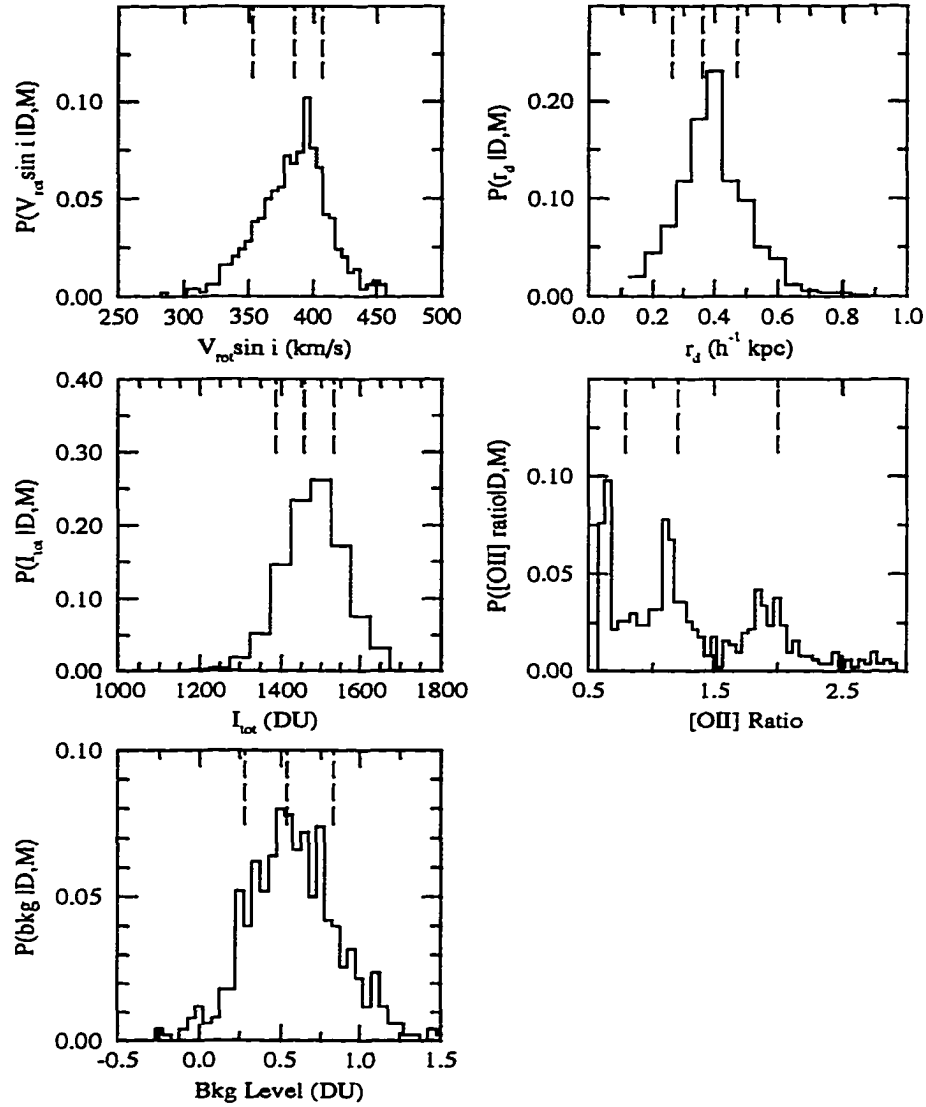 P(V_rot sin i |D,M)
0.10
0.05
0.00
250 300 350 400 450 500
V_rot sin i (km/s)
P(r_d |D,M)
0.20
0.10
0.00
0.0 0.2 0.4 0.6 0.8 1.0
r_d (h⁻¹ kpc)
P(I_tot |D,M)
0.40
0.30
0.20
0.10
0.00
1000 1200 1400 1600 1800
I_tot (DU)
P([OII] ratio|D,M)
0.10
0.05
0.00
0.5 1.5 2.5
[OII] Ratio
P(bkg |D,M)
0.10
0.05
0.00
-0.5 0.0 0.5 1.0 1.5
Bkg Level (DU)